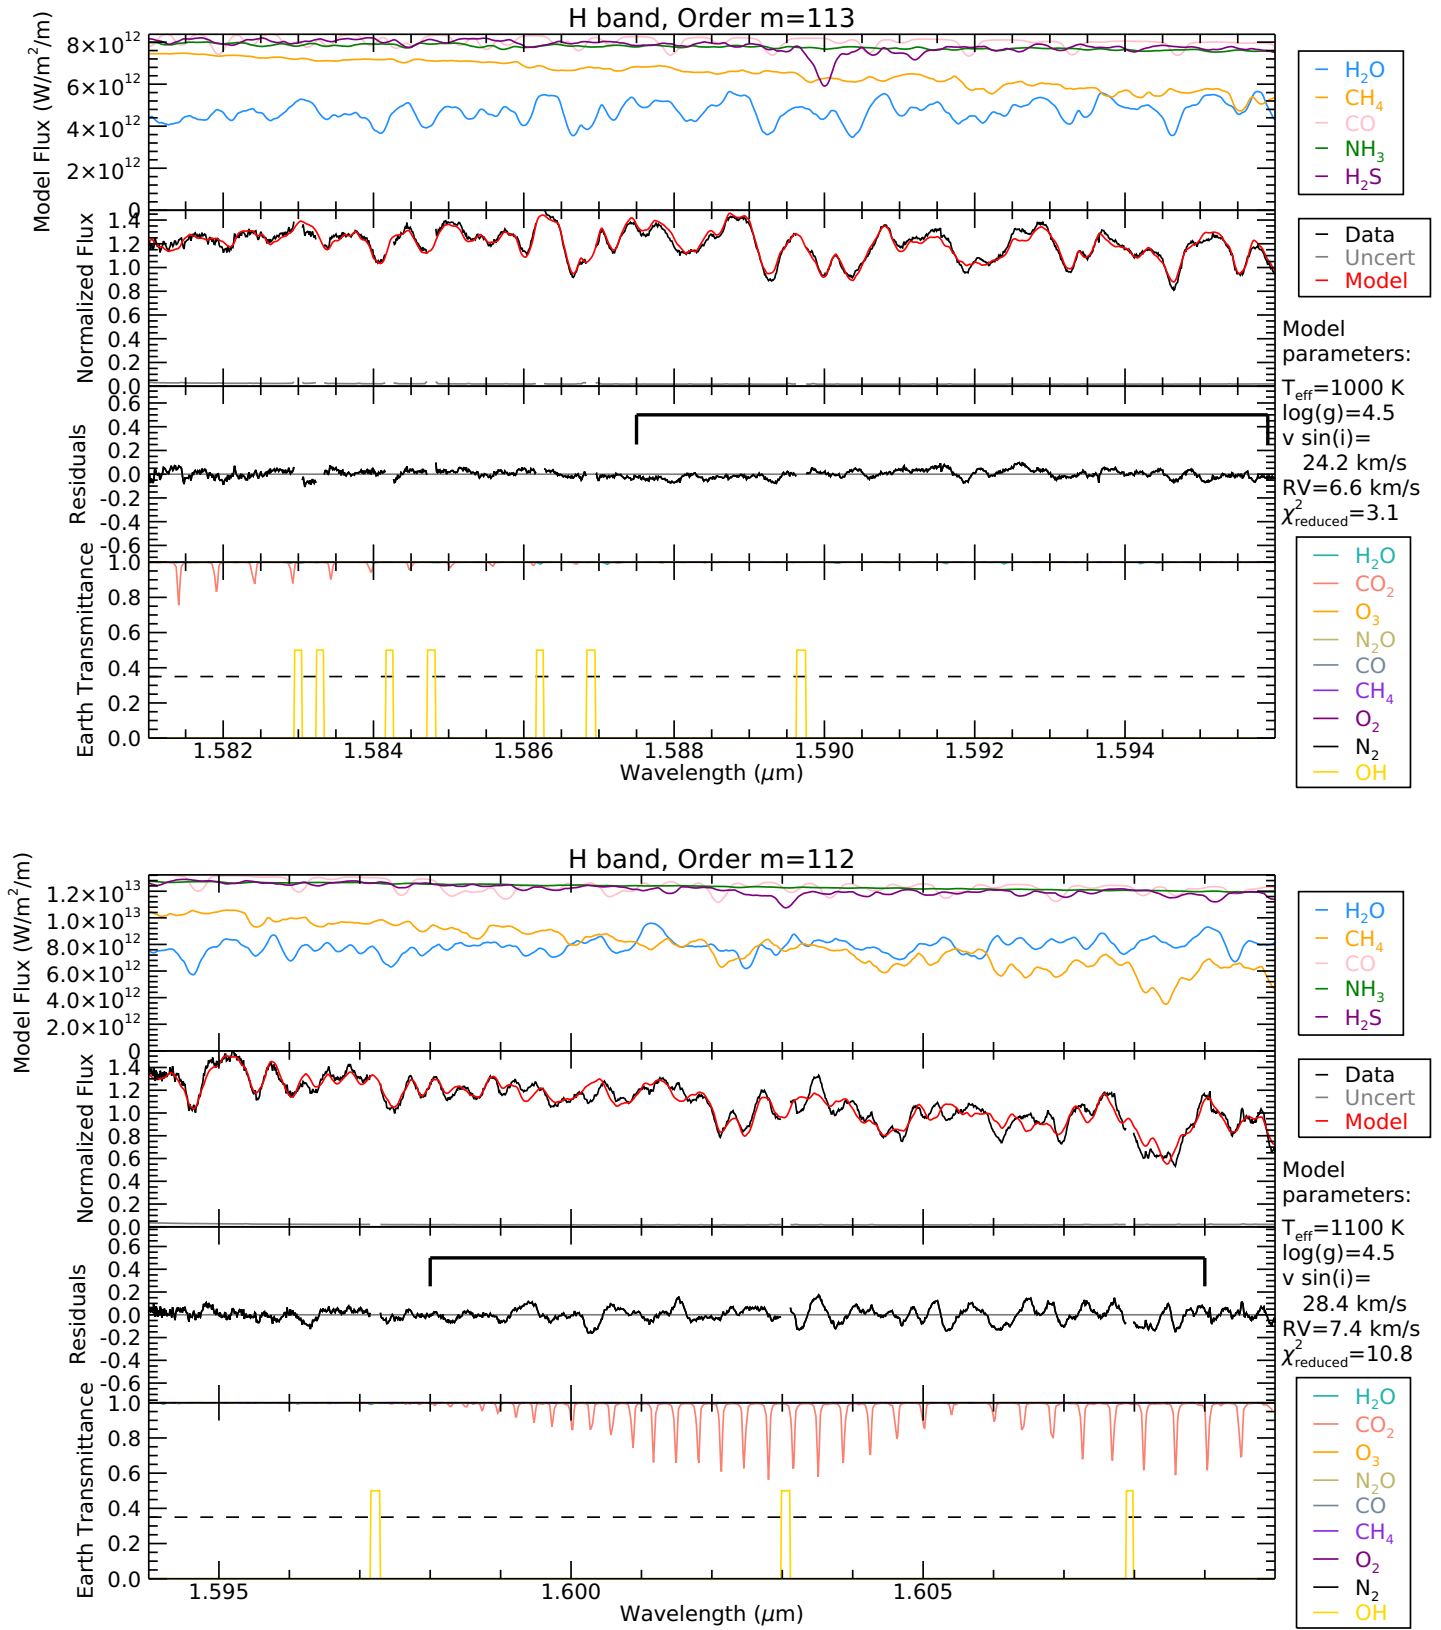 H band, Order m=113
Model Flux (W/m²/m)
8×10¹²
6×10¹²
4×10¹²
2×10¹²
0
H₂O
CH₄
CO
NH₃
H₂S
Normalized Flux
1.4
1.2
1.0
0.8
0.6
0.4
0.2
0.0
Data
Uncert
Model
Model
parameters:
T_eff=1000 K
log(g)=4.5
v sin(i)=
24.2 km/s
RV=6.6 km/s
χ²_reduced=3.1
Residuals
0.6
0.4
0.2
0.0
-0.2
-0.4
-0.6
Earth Transmittance
1.0
0.8
0.6
0.4
0.2
0.0
H₂O
CO₂
O₃
N₂O
CO
CH₄
O₂
N₂
OH
1.582 1.584 1.586 1.588 1.590 1.592 1.594
Wavelength (μm)
H band, Order m=112
Model Flux (W/m²/m)
1.2×10¹³
1.0×10¹³
8.0×10¹²
6.0×10¹²
4.0×10¹²
2.0×10¹²
0
H₂O
CH₄
CO
NH₃
H₂S
Normalized Flux
1.4
1.2
1.0
0.8
0.6
0.4
0.2
0.0
Data
Uncert
Model
Model
parameters:
T_eff=1100 K
log(g)=4.5
v sin(i)=
28.4 km/s
RV=7.4 km/s
χ²_reduced=10.8
Residuals
0.6
0.4
0.2
0.0
-0.2
-0.4
-0.6
Earth Transmittance
1.0
0.8
0.6
0.4
0.2
0.0
H₂O
CO₂
O₃
N₂O
CO
CH₄
O₂
N₂
OH
1.595 1.600 1.605
Wavelength (μm)